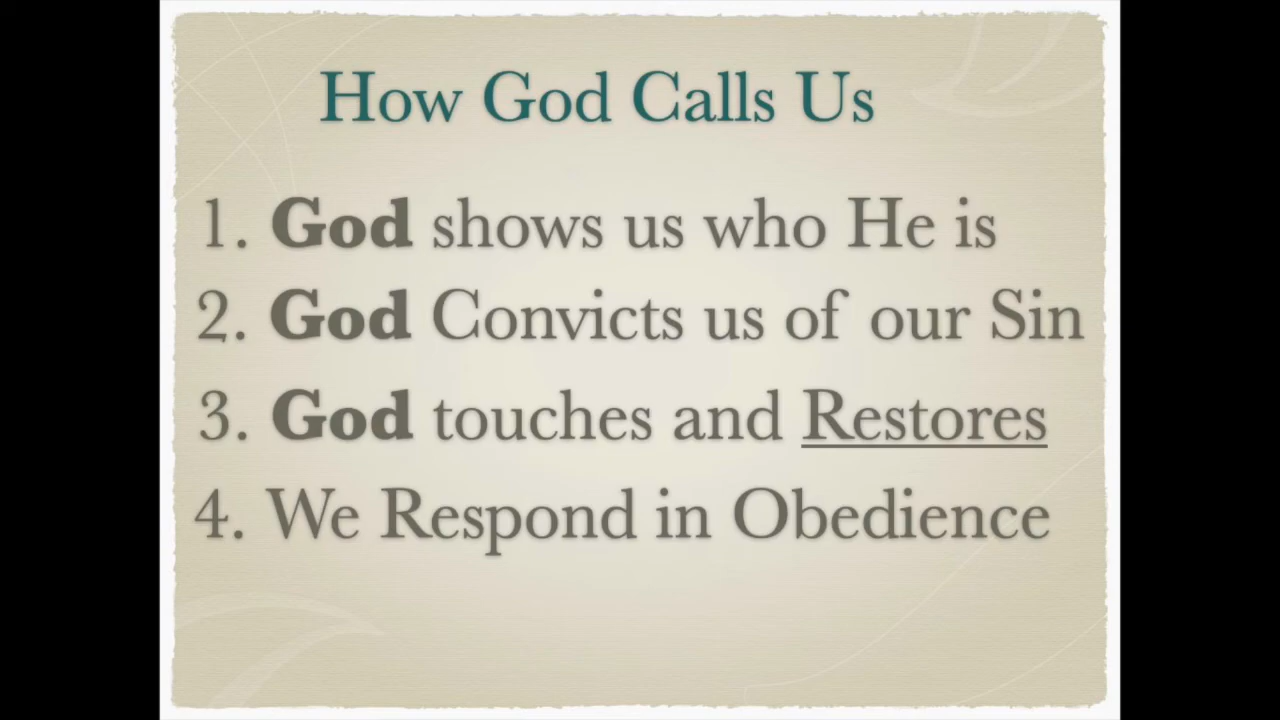 How God Calls Us
1. God shows us who He is
2. God Convicts us of our Sin
3. God touches and Restores
4. We Respond in Obedience